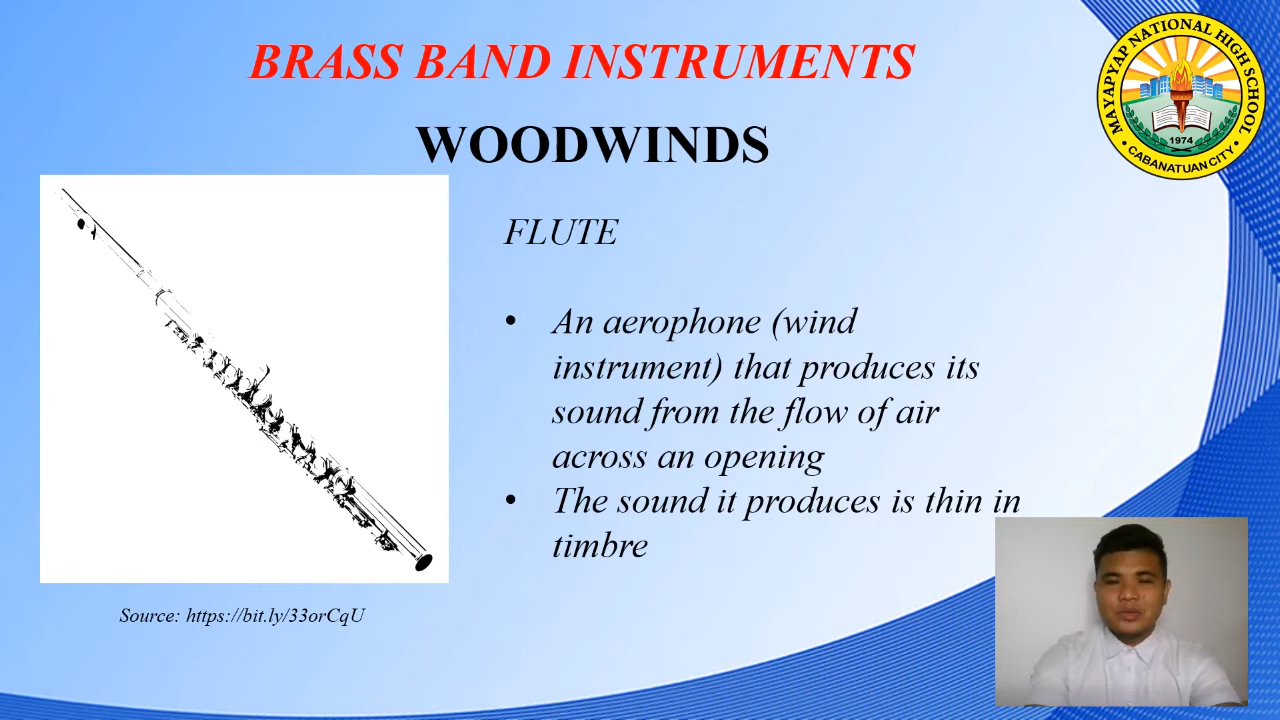 BRASS BAND INSTRUMENTS
WOODWINDS
FLUTE
• An aerophone (wind
instrument) that produces its
sound from the flow of air
across an opening
• The sound it produces is thin in
timbre
Source: https://bit.ly/33orCqU
MAYAPYAP NATIONAL HIGH SCHOOL
1974
• CABANATUAN CITY •